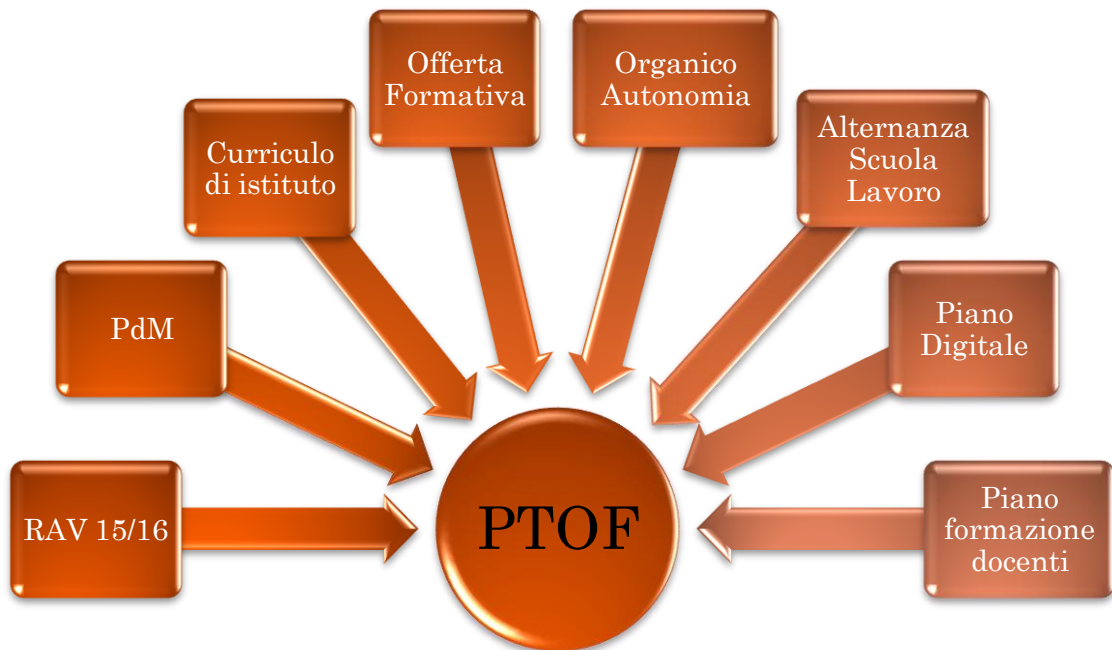 Offerta
Formativa
Organico
Autonomia
Curriculo
di istituto
Alternanza
Scuola
Lavoro
PdM
Piano
Digitale
RAV 15/16
PTOF
Piano
formazione
docenti